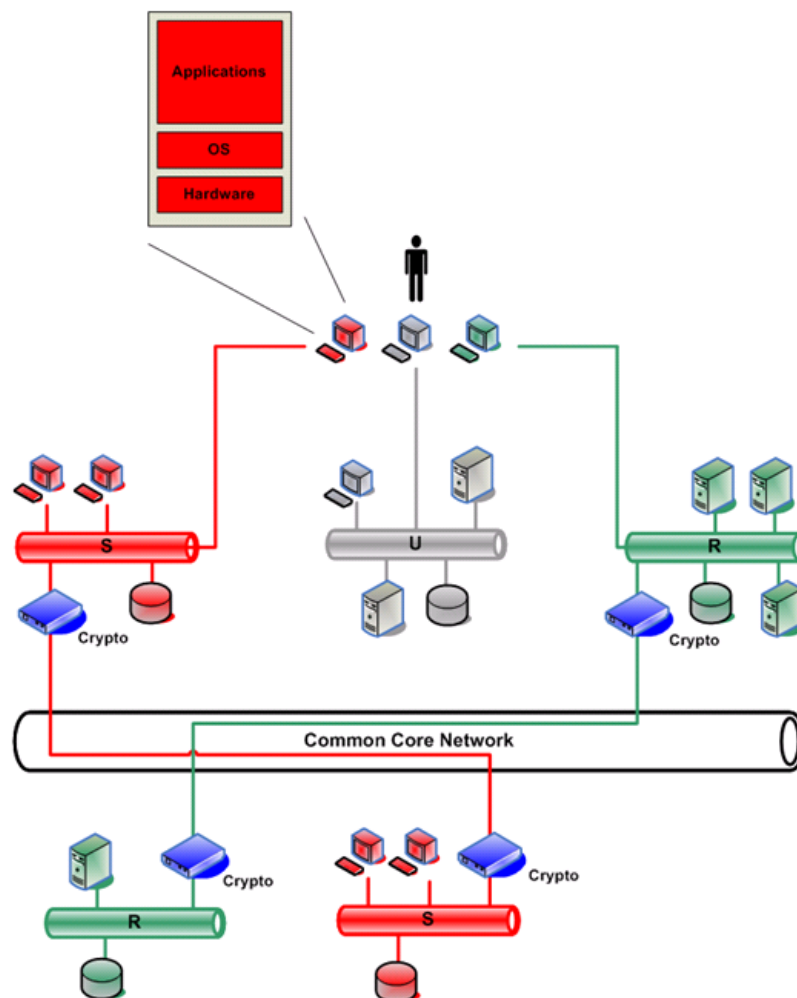 Applications
OS
Hardware
S
U
R
Crypto
Crypto
Common Core Network
Crypto
Crypto
R
S